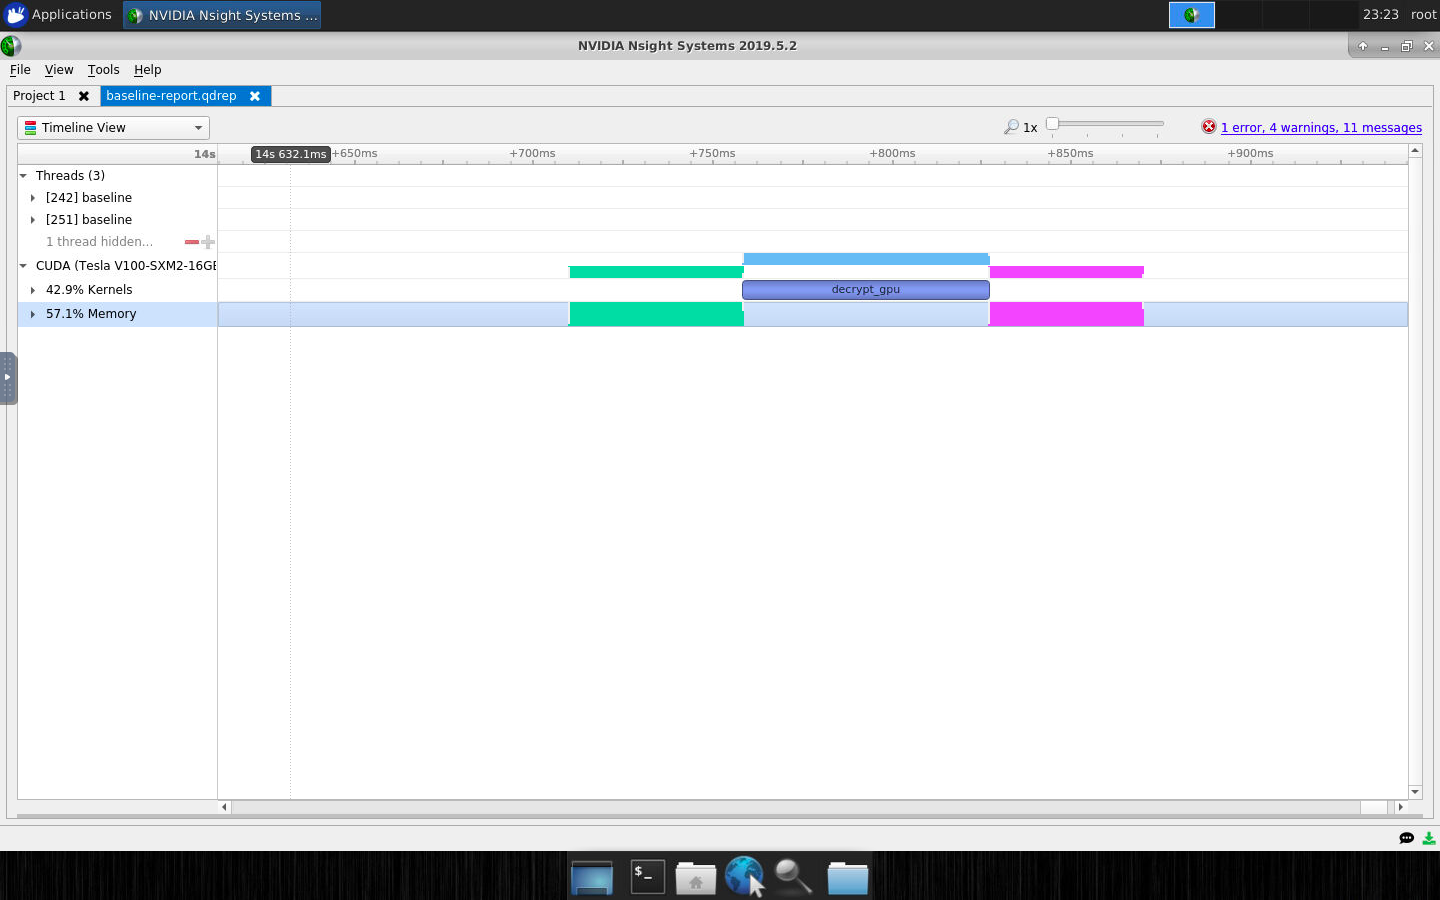 Applications NVIDIA Nsight Systems ... 23:23 root
NVIDIA Nsight Systems 2019.5.2
File View Tools Help
Project 1 baseline-report.qdrep
Timeline View 1x 1 error, 4 warnings, 11 messages
14s 14s 632.1ms +650ms +700ms +750ms +800ms +850ms +900ms
Threads (3)
[242] baseline
[251] baseline
1 thread hidden...
CUDA (Tesla V100-SXM2-16GB
42.9% Kernels decrypt_gpu
57.1% Memory
$_